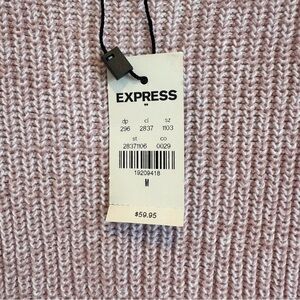 EXPRESS
dp cl sz
296 2837 1103
st co
2837106 0029
19209418
M
$59.95